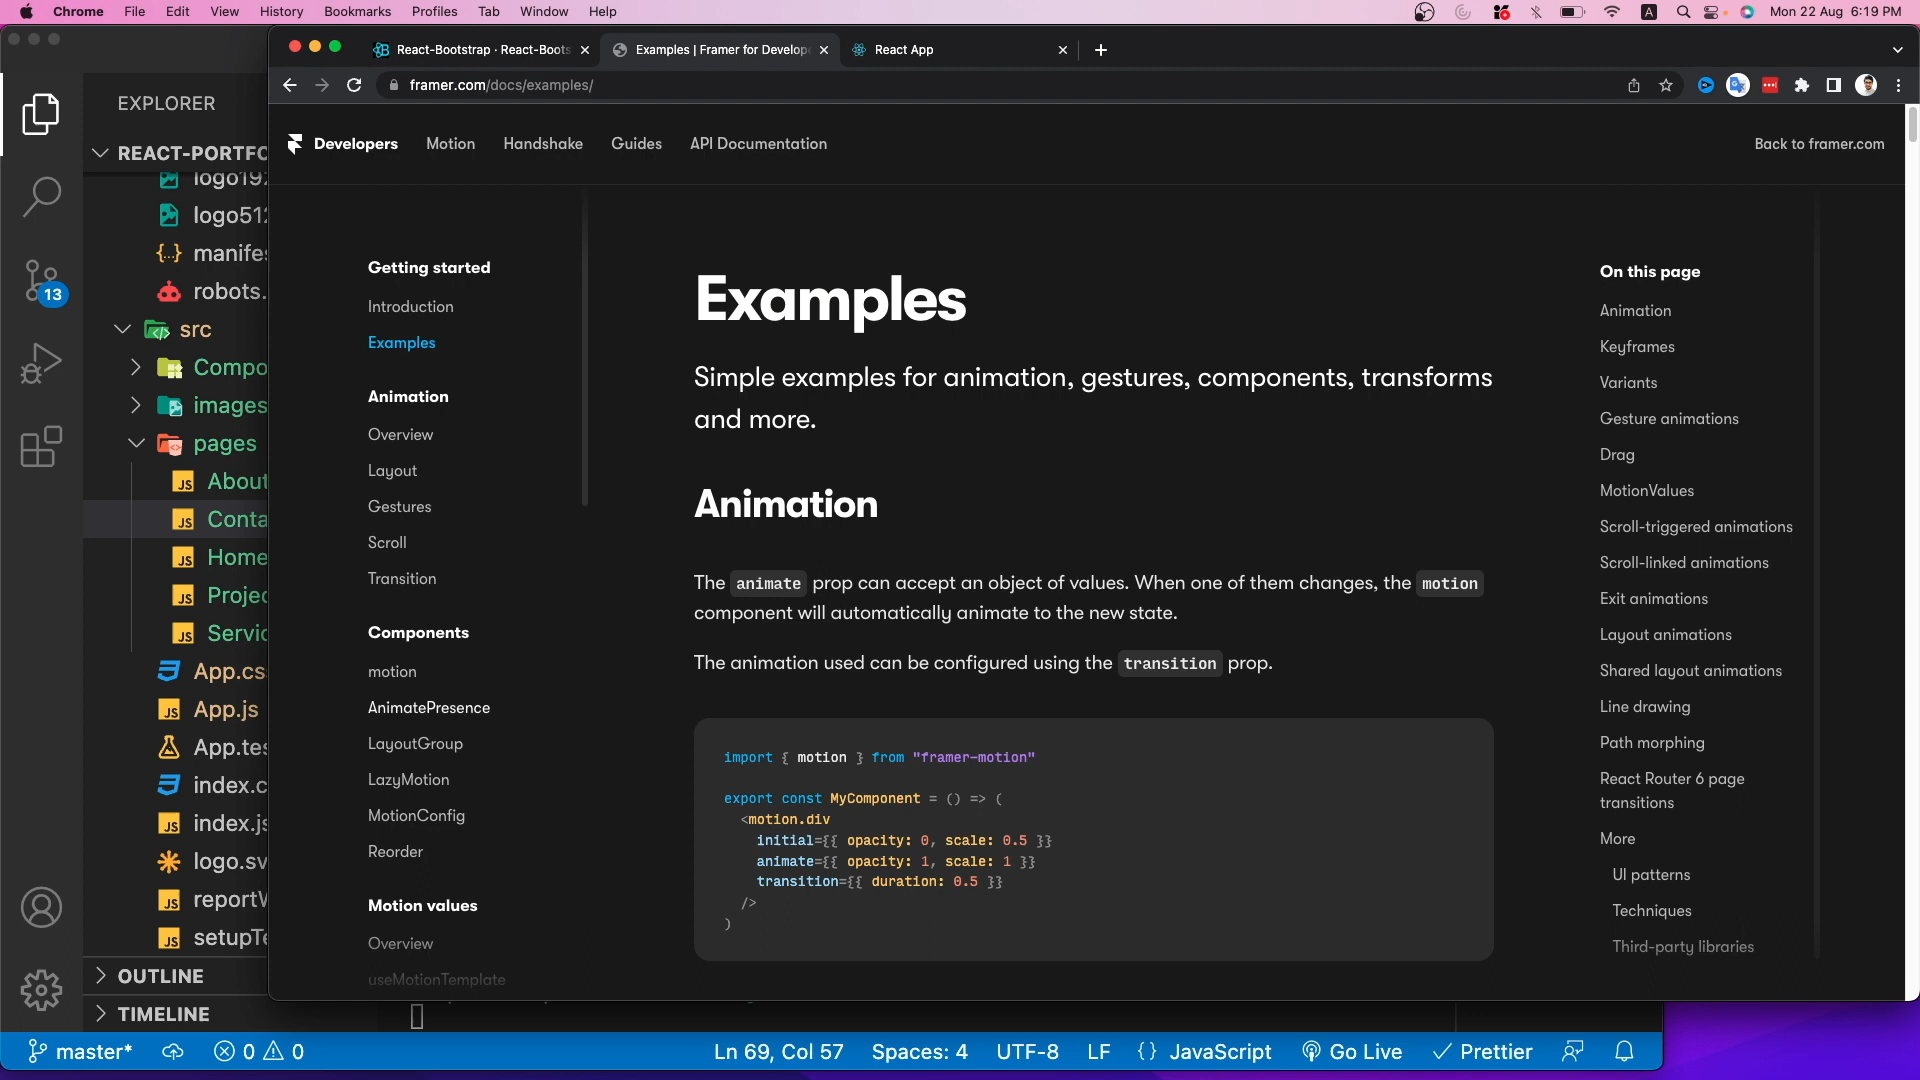 Chrome File Edit View History Bookmarks Profiles Tab Window Help
A Mon 22 Aug 6:19 PM
React-Bootstrap · React-Boots
Examples | Framer for Develop
React App
framer.com/docs/examples/
EXPLORER
REACT-PORTFO
logo19
logo51
manife
robots.
src
Compo
images
pages
About
Conta
Home
Projec
Servic
App.cs
App.js
App.tes
index.c
index.js
logo.sv
reportW
setupTe
OUTLINE
TIMELINE
13
Developers Motion Handshake Guides API Documentation Back to framer.com
Getting started
Introduction
Examples
Animation
Overview
Layout
Gestures
Scroll
Transition
Components
motion
AnimatePresence
LayoutGroup
LazyMotion
MotionConfig
Reorder
Motion values
Overview
useMotionTemplate
Examples
Simple examples for animation, gestures, components, transforms
and more.
Animation
The animate prop can accept an object of values. When one of them changes, the motion
component will automatically animate to the new state.
The animation used can be configured using the transition prop.
import { motion } from "framer-motion"
export const MyComponent = () => (
<motion.div
initial={{ opacity: 0, scale: 0.5 }}
animate={{ opacity: 1, scale: 1 }}
transition={{ duration: 0.5 }}
/>
)
On this page
Animation
Keyframes
Variants
Gesture animations
Drag
MotionValues
Scroll-triggered animations
Scroll-linked animations
Exit animations
Layout animations
Shared layout animations
Line drawing
Path morphing
React Router 6 page
transitions
More
UI patterns
Techniques
Third-party libraries
master* 0 0 Ln 69, Col 57 Spaces: 4 UTF-8 LF {} JavaScript Go Live Prettier